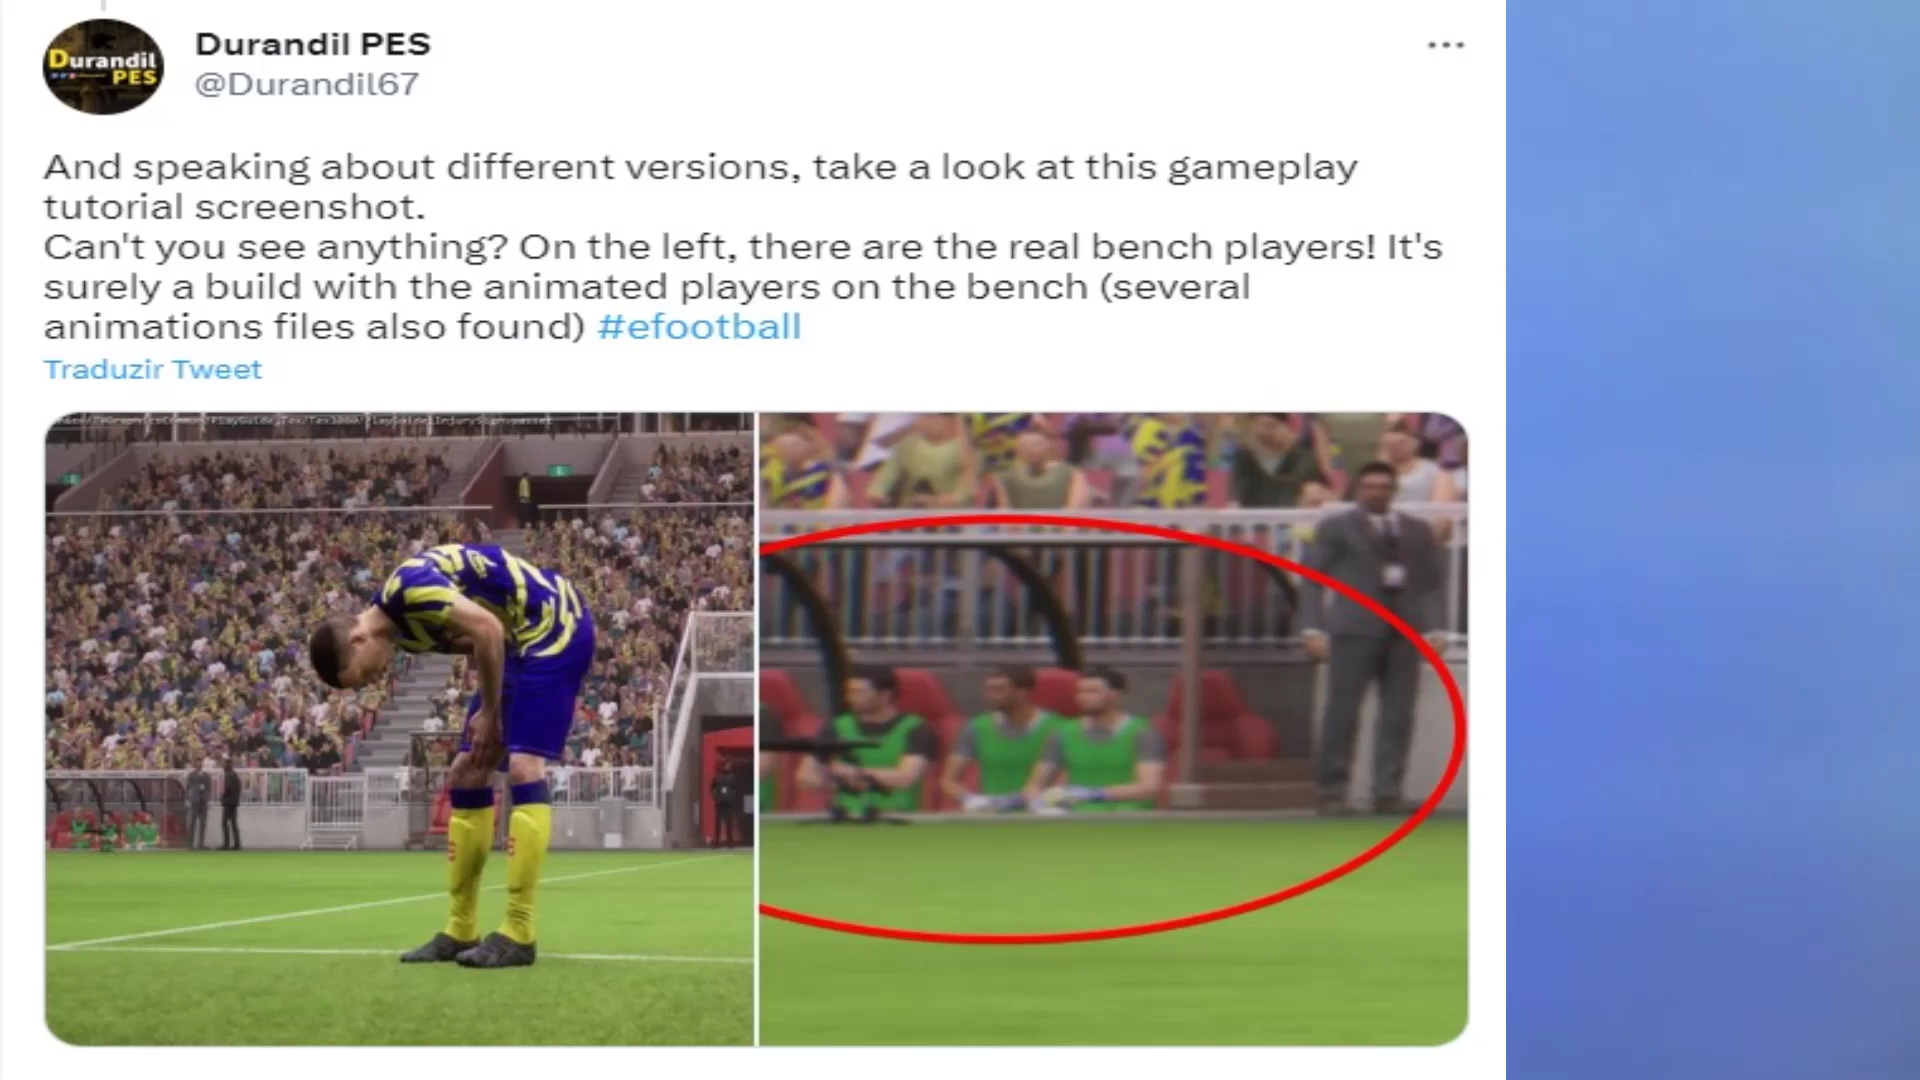 Durandil
PES
Durandil PES
@Durandil67
And speaking about different versions, take a look at this gameplay
tutorial screenshot.
Can't you see anything? On the left, there are the real bench players! It's
surely a build with the animated players on the bench (several
animations files also found) #efootball
Traduzir Tweet